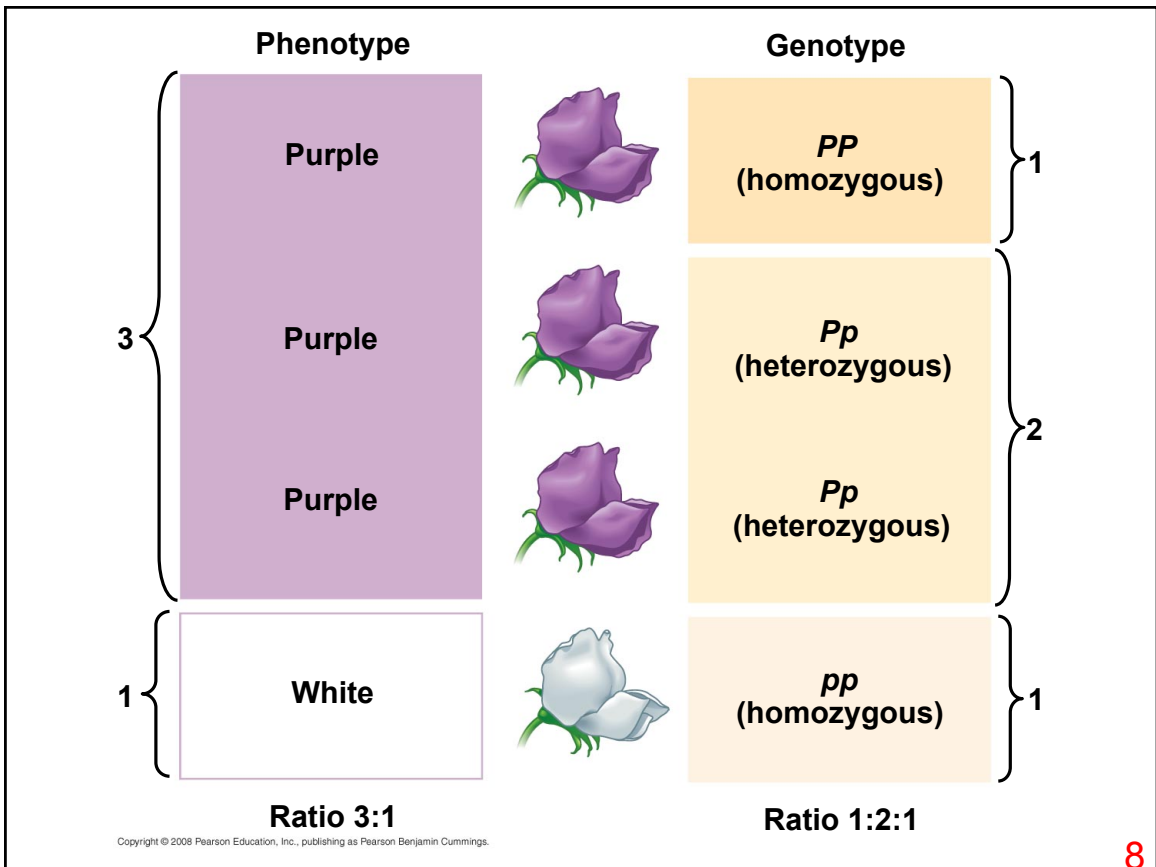 Phenotype
Genotype
3
Purple
PP
(homozygous)
1
Purple
Pp
(heterozygous)
2
Purple
Pp
(heterozygous)
1
White
pp
(homozygous)
1
Ratio 3:1
Ratio 1:2:1
Copyright © 2008 Pearson Education, Inc., publishing as Pearson Benjamin Cummings.
8